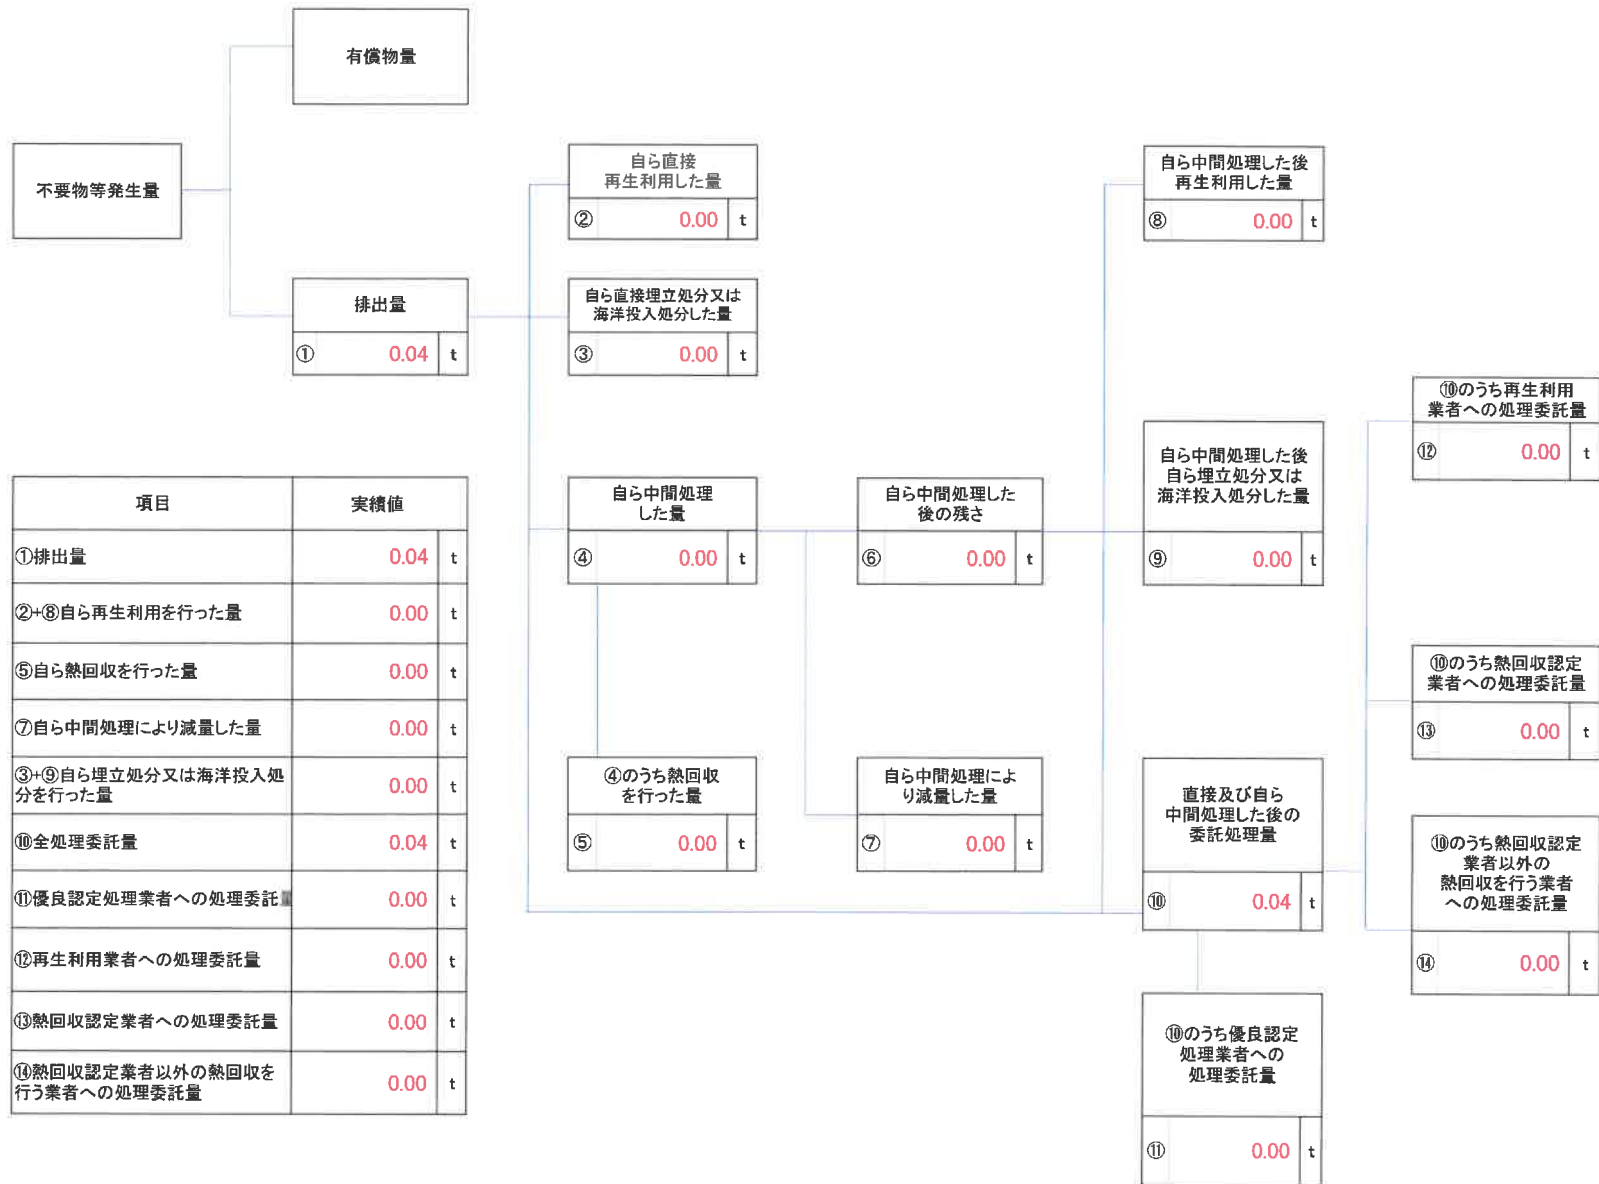 有償物量
不要物等発生量
排出量
① 0.04 t
自ら直接
再生利用した量
② 0.00 t
自ら直接埋立処分又は
海洋投入処分した量
③ 0.00 t
自ら中間処理
した量
④ 0.00 t
④のうち熱回収
を行った量
⑤ 0.00 t
自ら中間処理した
後の残さ
⑥ 0.00 t
自ら中間処理によ
り減量した量
⑦ 0.00 t
自ら中間処理した後
再生利用した量
⑧ 0.00 t
自ら中間処理した後
自ら埋立処分又は
海洋投入処分した量
⑨ 0.00 t
直接及び自ら
中間処理した後の
委託処理量
⑩ 0.04 t
⑩のうち優良認定
処理業者への
処理委託量
⑪ 0.00 t
⑩のうち再生利用
業者への処理委託量
⑫ 0.00 t
⑩のうち熱回収認定
業者への処理委託量
⑬ 0.00 t
⑩のうち熱回収認定
業者以外の
熱回収を行う業者
への処理委託量
⑭ 0.00 t
項目 実績値
①排出量 0.04 t
②+⑧自ら再生利用を行った量 0.00 t
⑤自ら熱回収を行った量 0.00 t
⑦自ら中間処理により減量した量 0.00 t
③+⑨自ら埋立処分又は海洋投入処
分を行った量 0.00 t
⑩全処理委託量 0.04 t
⑪優良認定処理業者への処理委託量 0.00 t
⑫再生利用業者への処理委託量 0.00 t
⑬熱回収認定業者への処理委託量 0.00 t
⑭熱回収認定業者以外の熱回収を
行う業者への処理委託量 0.00 t